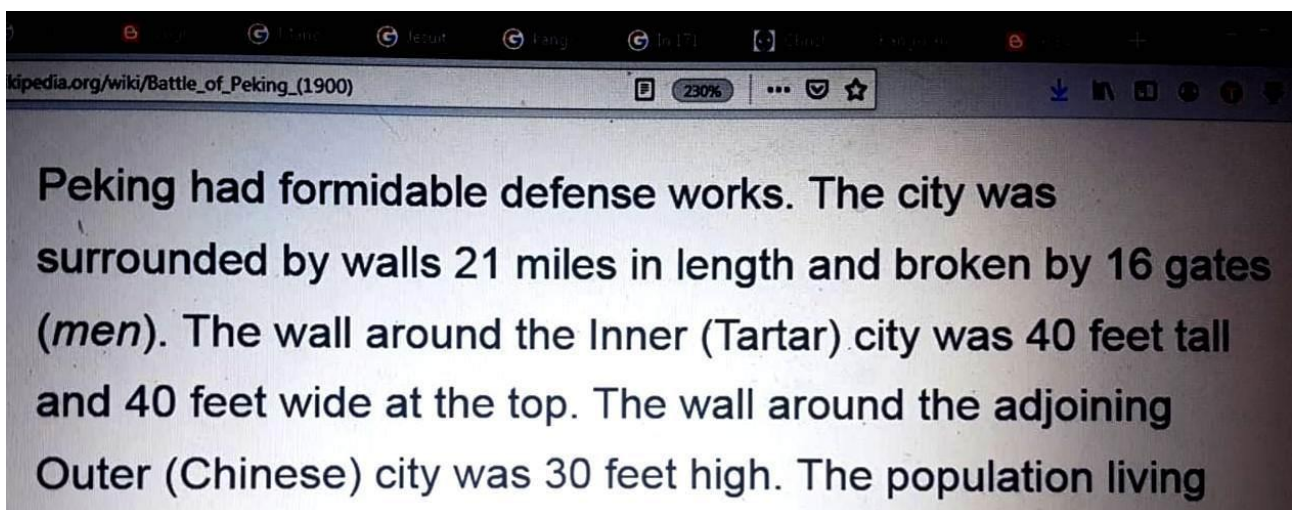 kipedia.org/wiki/Battle_of_Peking_(1900)
230%
Peking had formidable defense works. The city was
surrounded by walls 21 miles in length and broken by 16 gates
(men). The wall around the Inner (Tartar) city was 40 feet tall
and 40 feet wide at the top. The wall around the adjoining
Outer (Chinese) city was 30 feet high. The population living